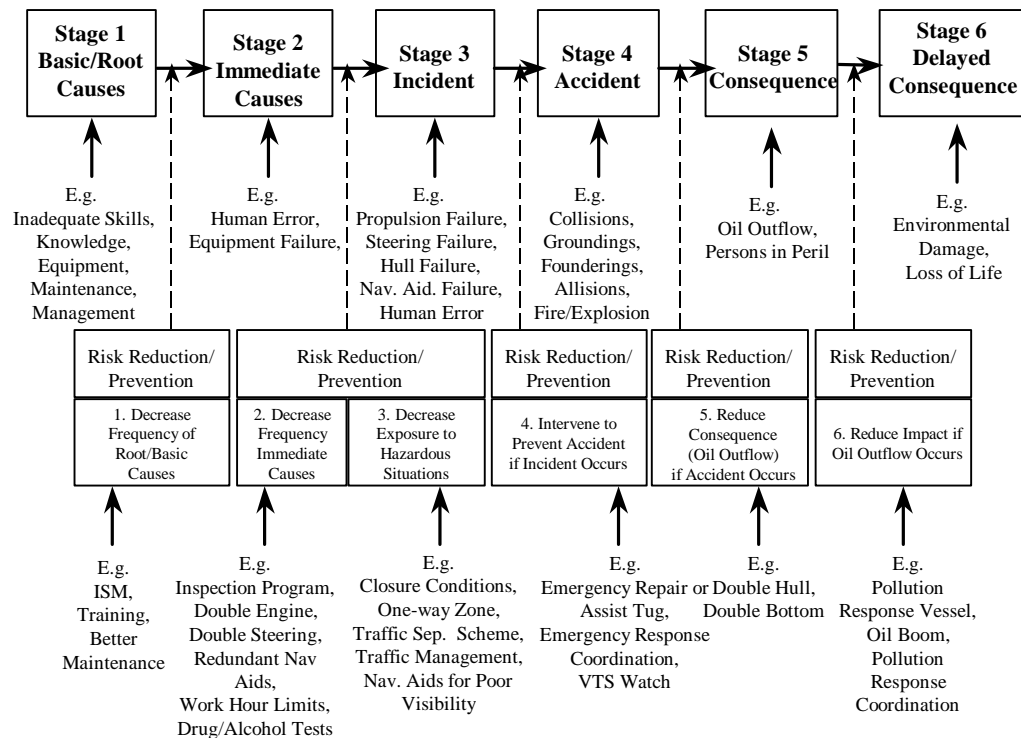 Stage 1
Basic/Root
Causes
Stage 2
Immediate
Causes
Stage 3
Incident
Stage 4
Accident
Stage 5
Consequence
Stage 6
Delayed
Consequence
E.g.
Inadequate Skills,
Knowledge,
Equipment,
Maintenance,
Management
E.g.
Human Error,
Equipment Failure,
E.g.
Propulsion Failure,
Steering Failure,
Hull Failure,
Nav. Aid. Failure,
Human Error
E.g.
Collisions,
Groundings,
Founderings,
Allisions,
Fire/Explosion
E.g.
Oil Outflow,
Persons in Peril
E.g.
Environmental
Damage,
Loss of Life
Risk Reduction/
Prevention
Risk Reduction/
Prevention
Risk Reduction/
Prevention
Risk Reduction/
Prevention
Risk Reduction/
Prevention
1. Decrease
Frequency of
Root/Basic
Causes
2. Decrease
Frequency
Immediate
Causes
3. Decrease
Exposure to
Hazardous
Situations
4. Intervene to
Prevent Accident
if Incident Occurs
5. Reduce
Consequence
(Oil Outflow)
if Accident Occurs
6. Reduce Impact if
Oil Outflow Occurs
E.g.
ISM,
Training,
Better
Maintenance
E.g.
Inspection Program,
Double Engine,
Double Steering,
Redundant Nav
Aids,
Work Hour Limits,
Drug/Alcohol Tests
E.g.
Closure Conditions,
One-way Zone,
Traffic Sep. Scheme,
Traffic Management,
Nav. Aids for Poor
Visibility
E.g.
Emergency Repair or
Assist Tug,
Emergency Response
Coordination,
VTS Watch
E.g.
Double Hull,
Double Bottom
E.g.
Pollution
Response Vessel,
Oil Boom,
Pollution
Response
Coordination